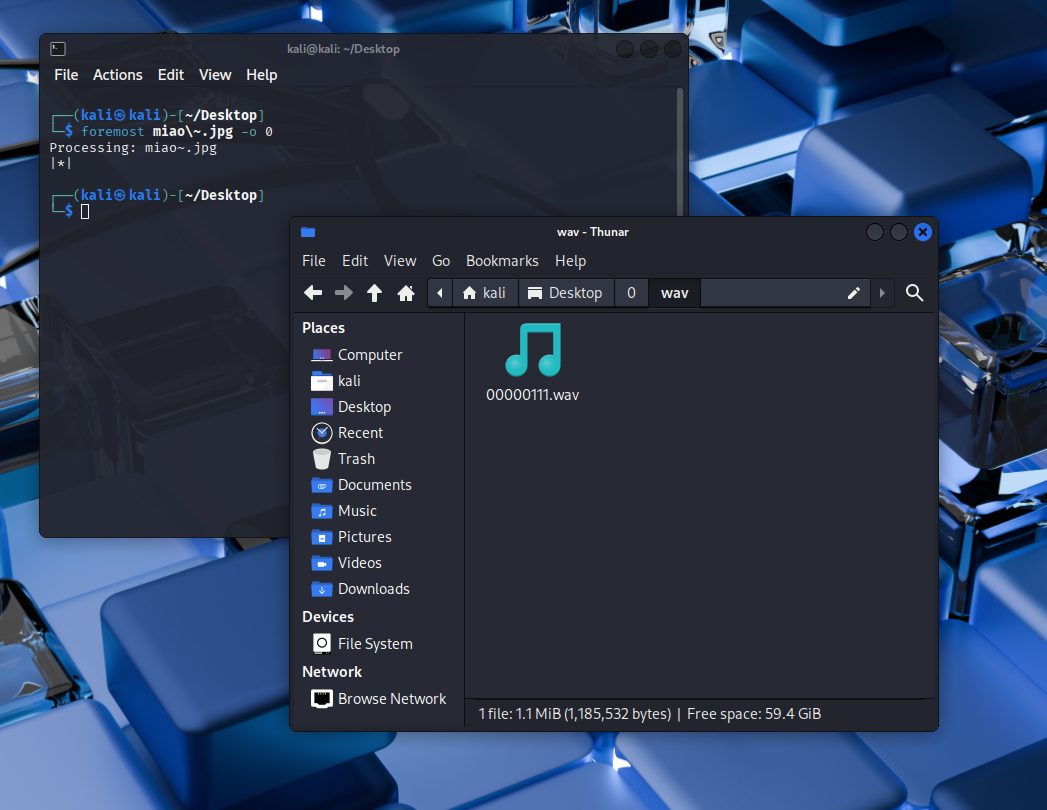 kali@kali: ~/Desktop
File Actions Edit View Help
┌──(kali㉿kali)-[~/Desktop]
└─$ foremost miao\~.jpg -o 0
Processing: miao~.jpg
|*|
┌──(kali㉿kali)-[~/Desktop]
└─$
wav - Thunar
File Edit View Go Bookmarks Help
kali Desktop 0 wav
Places
Computer
kali
Desktop
Recent
Trash
Documents
Music
Pictures
Videos
Downloads
Devices
File System
Network
Browse Network
00000111.wav
1 file: 1.1 MiB (1,185,532 bytes) | Free space: 59.4 GiB